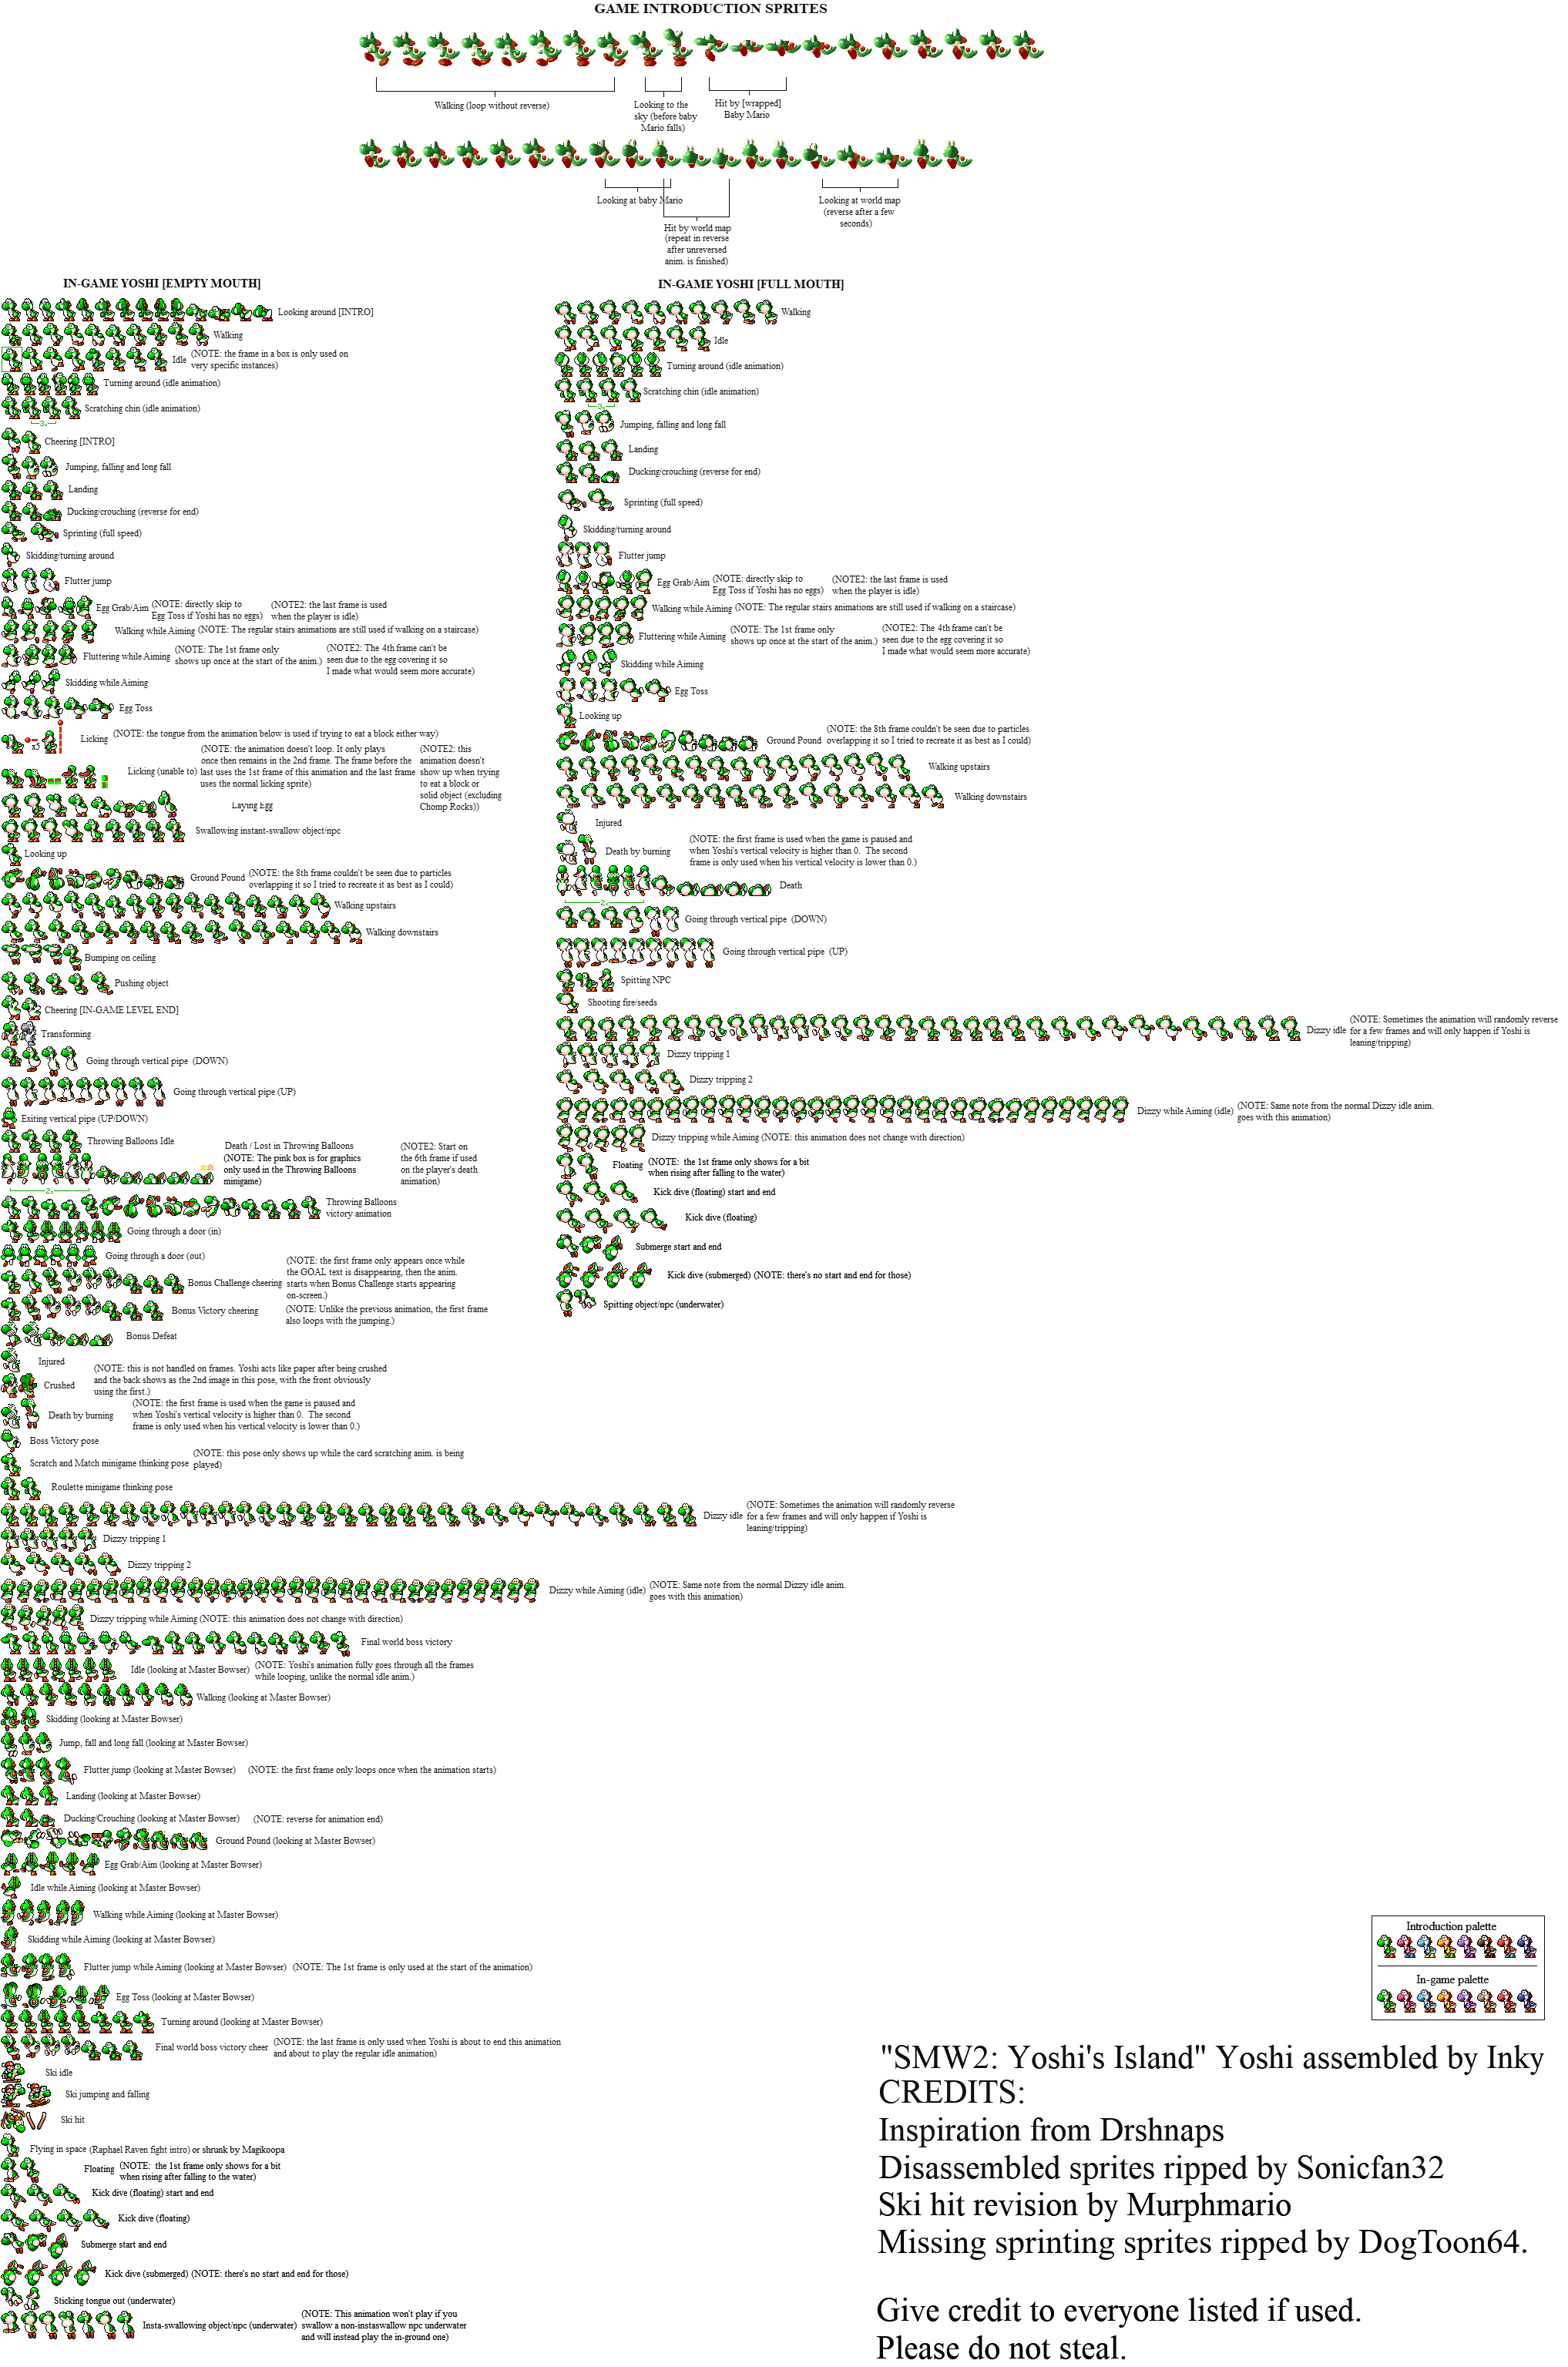 GAME INTRODUCTION SPRITES
Walking (loop without reverse)
Looking to the
sky (before baby
Mario falls)
Hit by [wrapped]
Baby Mario
Looking at baby Mario
Hit by world map
(repeat in reverse
after unreversed
anim. is finished)
Looking at world map
(reverse after a few
seconds)
IN-GAME YOSHI [EMPTY MOUTH]
Looking around [INTRO]
Walking
Idle
(NOTE: the frame in a box is only used on
very specific instances)
Turning around (idle animation)
Scratching chin (idle animation)
3x
Cheering [INTRO]
Jumping, falling and long fall
Landing
Ducking/crouching (reverse for end)
Sprinting (full speed)
Skidding/turning around
Flutter jump
Egg Grab/Aim
(NOTE: directly skip to
Egg Toss if Yoshi has no eggs)
(NOTE2: the last frame is used
when the player is idle)
Walking while Aiming (NOTE: The regular stairs animations are still used if walking on a staircase)
Fluttering while Aiming
(NOTE: The 1st frame only
shows up once at the start of the anim.)
(NOTE2: The 4th frame can't be
seen due to the egg covering it so
I made what would seem more accurate)
Skidding while Aiming
Egg Toss
x5
Licking
(NOTE: the tongue from the animation below is used if trying to eat a block either way)
Licking (unable to)
(NOTE: the animation doesn't loop. It only plays
once then remains in the 2nd frame. The frame before the
last uses the 1st frame of this animation and the last frame
uses the normal licking sprite)
(NOTE2: this
animation doesn't
show up when trying
to eat a block or
solid object (excluding
Chomp Rocks))
Laying Egg
Swallowing instant-swallow object/npc
Looking up
Ground Pound
(NOTE: the 8th frame couldn't be seen due to particles
overlapping it so I tried to recreate it as best as I could)
Walking upstairs
Walking downstairs
Bumping on ceiling
Pushing object
Cheering [IN-GAME LEVEL END]
Transforming
Going through vertical pipe (DOWN)
Going through vertical pipe (UP)
Exiting vertical pipe (UP/DOWN)
Throwing Balloons Idle
Death / Lost in Throwing Balloons
(NOTE: The pink box is for graphics
only used in the Throwing Balloons
minigame)
(NOTE2: Start on
the 6th frame if used
on the player's death
animation)
2x
Throwing Balloons
victory animation
Going through a door (in)
Going through a door (out)
Bonus Challenge cheering
(NOTE: the first frame only appears once while
the GOAL text is disappearing, then the anim.
starts when Bonus Challenge starts appearing
on-screen.)
Bonus Victory cheering
(NOTE: Unlike the previous animation, the first frame
also loops with the jumping.)
Bonus Defeat
Injured
Crushed
(NOTE: this is not handled on frames. Yoshi acts like paper after being crushed
and the back shows as the 2nd image in this pose, with the front obviously
using the first.)
Death by burning
(NOTE: the first frame is used when the game is paused and
when Yoshi's vertical velocity is higher than 0. The second
frame is only used when his vertical velocity is lower than 0.)
Boss Victory pose
Scratch and Match minigame thinking pose
(NOTE: this pose only shows up while the card scratching anim. is being
played)
Roulette minigame thinking pose
Dizzy idle
(NOTE: Sometimes the animation will randomly reverse
for a few frames and will only happen if Yoshi is
leaning/tripping)
Dizzy tripping 1
Dizzy tripping 2
Dizzy while Aiming (idle)
(NOTE: Same note from the normal Dizzy idle anim.
goes with this animation)
Dizzy tripping while Aiming (NOTE: this animation does not change with direction)
Final world boss victory
Idle (looking at Master Bowser)
(NOTE: Yoshi's animation fully goes through all the frames
while looping, unlike the normal idle anim.)
Walking (looking at Master Bowser)
Skidding (looking at Master Bowser)
Jump, fall and long fall (looking at Master Bowser)
Flutter jump (looking at Master Bowser) (NOTE: the first frame only loops once when the animation starts)
Landing (looking at Master Bowser)
Ducking/Crouching (looking at Master Bowser) (NOTE: reverse for animation end)
Ground Pound (looking at Master Bowser)
Egg Grab/Aim (looking at Master Bowser)
Idle while Aiming (looking at Master Bowser)
Walking while Aiming (looking at Master Bowser)
Skidding while Aiming (looking at Master Bowser)
Flutter jump while Aiming (looking at Master Bowser) (NOTE: The 1st frame is only used at the start of the animation)
Egg Toss (looking at Master Bowser)
Turning around (looking at Master Bowser)
Final world boss victory cheer
(NOTE: the last frame is only used when Yoshi is about to end this animation
and about to play the regular idle animation)
Ski idle
Ski jumping and falling
Ski hit
Flying in space (Raphael Raven fight intro) or shrunk by Magikoopa
Floating
(NOTE: the 1st frame only shows for a bit
when rising after falling to the water)
Kick dive (floating) start and end
Kick dive (floating)
Submerge start and end
Kick dive (submerged) (NOTE: there's no start and end for those)
Sticking tongue out (underwater)
Insta-swallowing object/npc (underwater)
(NOTE: This animation won't play if you
swallow a non-instaswallow npc underwater
and will instead play the in-ground one)
IN-GAME YOSHI [FULL MOUTH]
Walking
Idle
Turning around (idle animation)
Scratching chin (idle animation)
3x
Jumping, falling and long fall
Landing
Ducking/crouching (reverse for end)
Sprinting (full speed)
Skidding/turning around
Flutter jump
Egg Grab/Aim
(NOTE: directly skip to
Egg Toss if Yoshi has no eggs)
(NOTE2: the last frame is used
when the player is idle)
Walking while Aiming (NOTE: The regular stairs animations are still used if walking on a staircase)
Fluttering while Aiming
(NOTE: The 1st frame only
shows up once at the start of the anim.)
(NOTE2: The 4th frame can't be
seen due to the egg covering it so
I made what would seem more accurate)
Skidding while Aiming
Egg Toss
Looking up
Ground Pound
(NOTE: the 8th frame couldn't be seen due to particles
overlapping it so I tried to recreate it as best as I could)
Walking upstairs
Walking downstairs
Injured
Death by burning
(NOTE: the first frame is used when the game is paused and
when Yoshi's vertical velocity is higher than 0. The second
frame is only used when his vertical velocity is lower than 0.)
Death
2x
Going through vertical pipe (DOWN)
Going through vertical pipe (UP)
Spitting NPC
Shooting fire/seeds
Dizzy idle
(NOTE: Sometimes the animation will randomly reverse
for a few frames and will only happen if Yoshi is
leaning/tripping)
Dizzy tripping 1
Dizzy tripping 2
Dizzy while Aiming (idle)
(NOTE: Same note from the normal Dizzy idle anim.
goes with this animation)
Dizzy tripping while Aiming (NOTE: this animation does not change with direction)
Floating
(NOTE: the 1st frame only shows for a bit
when rising after falling to the water)
Kick dive (floating) start and end
Kick dive (floating)
Submerge start and end
Kick dive (submerged) (NOTE: there's no start and end for those)
Spitting object/npc (underwater)
Introduction palette
In-game palette
"SMW2: Yoshi's Island" Yoshi assembled by Inky
CREDITS:
Inspiration from Drshnaps
Disassembled sprites ripped by Sonicfan32
Ski hit revision by Murphmario
Missing sprinting sprites ripped by DogToon64.
Give credit to everyone listed if used.
Please do not steal.